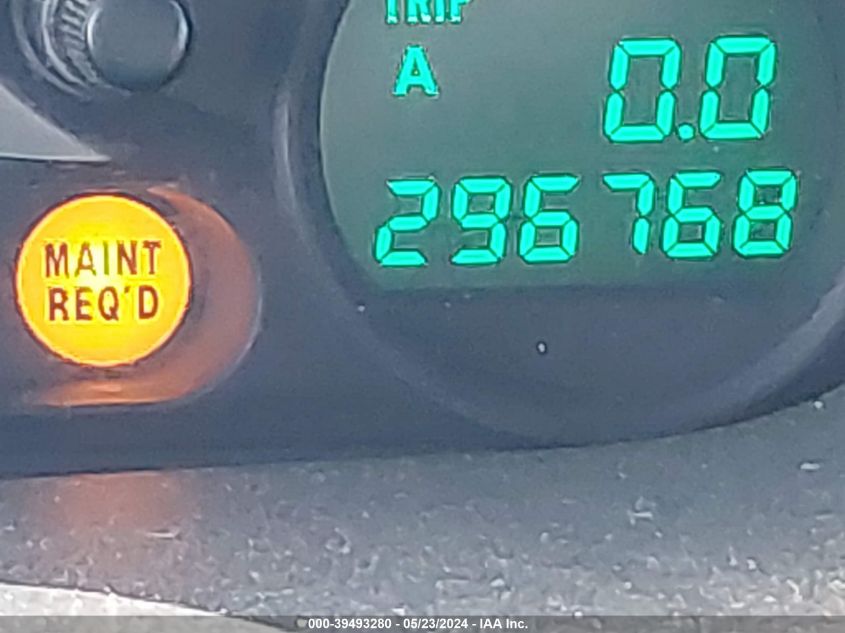 TRIP
A 0.0
296768
MAINT
REQ'D
000-39493280 - 05/23/2024 - IAA Inc.